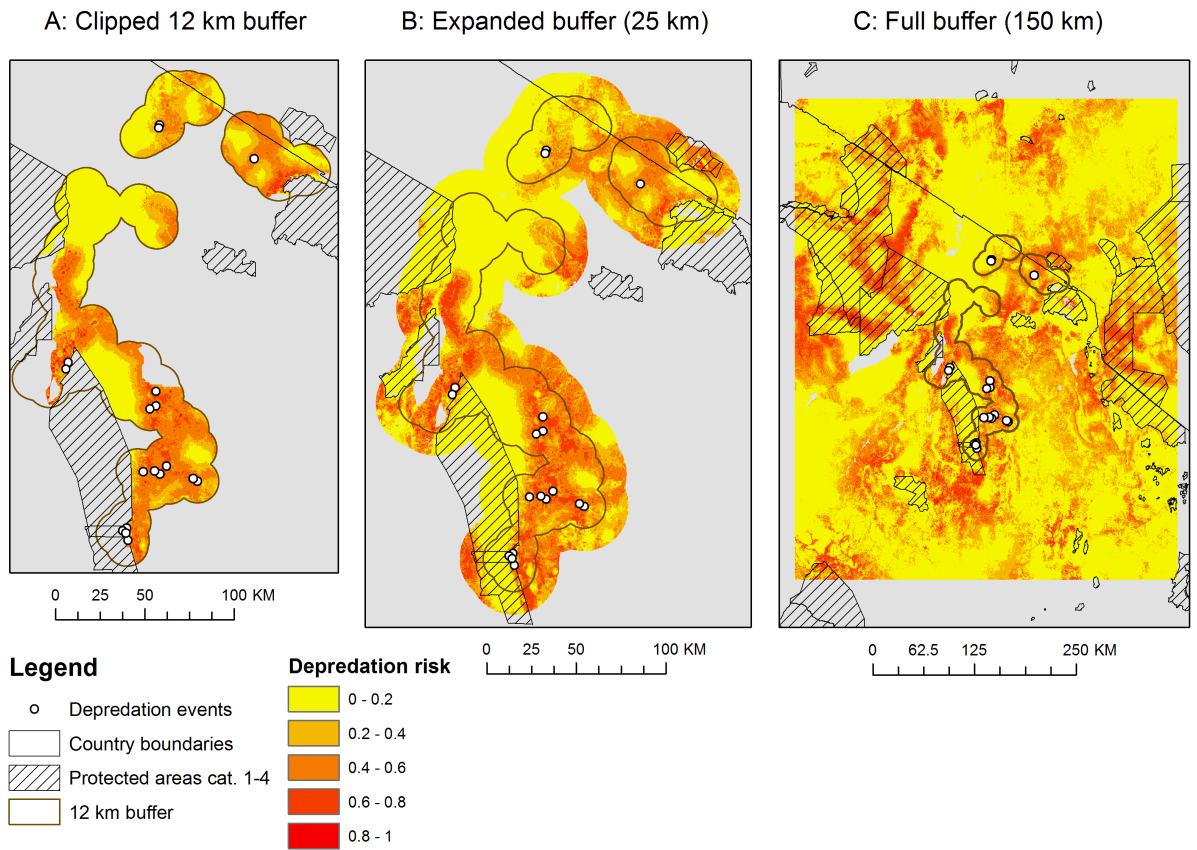 A: Clipped 12 km buffer
B: Expanded buffer (25 km)
C: Full buffer (150 km)
0 25 50 100 KM
0 25 50 100 KM
0 62.5 125 250 KM
Legend
Depredation events
Country boundaries
Protected areas cat. 1-4
12 km buffer
Depredation risk
0 - 0.2
0.2 - 0.4
0.4 - 0.6
0.6 - 0.8
0.8 - 1